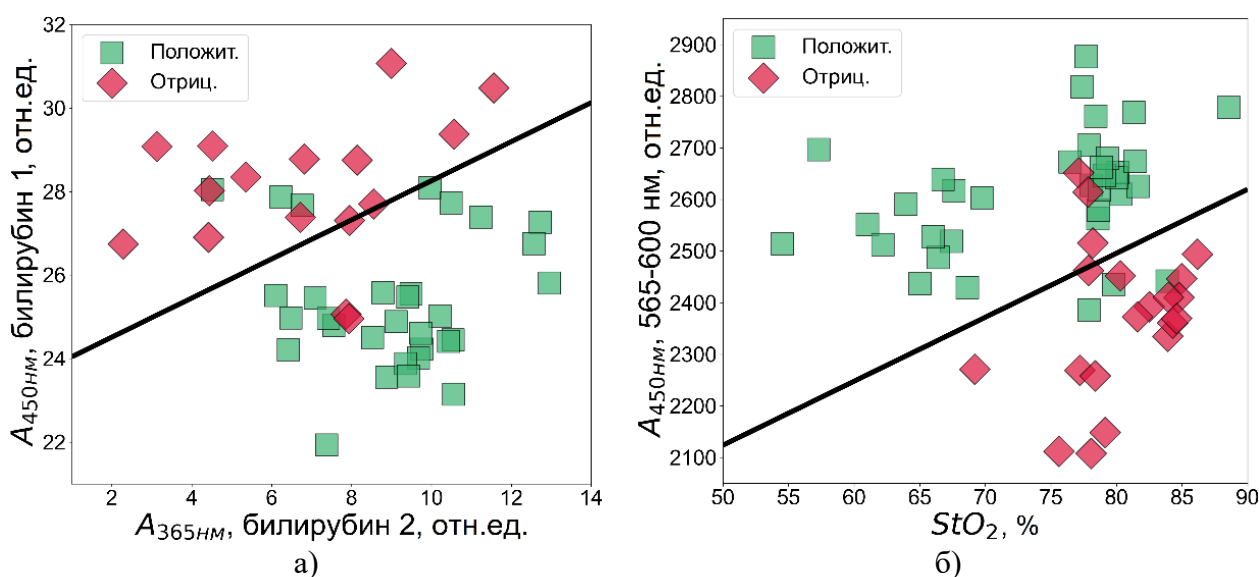 32
30
28
26
24
22
Положит.
Отриц.
A450нм, билирубин 1, отн.ед.
2 4 6 8 10 12 14
A365нм, билирубин 2, отн.ед.
а)
2900
2800
2700
2600
2500
2400
2300
2200
2100
Положит.
Отриц.
A450нм, 565-600 нм, отн.ед.
50 55 60 65 70 75 80 85 90
StO2, %
б)